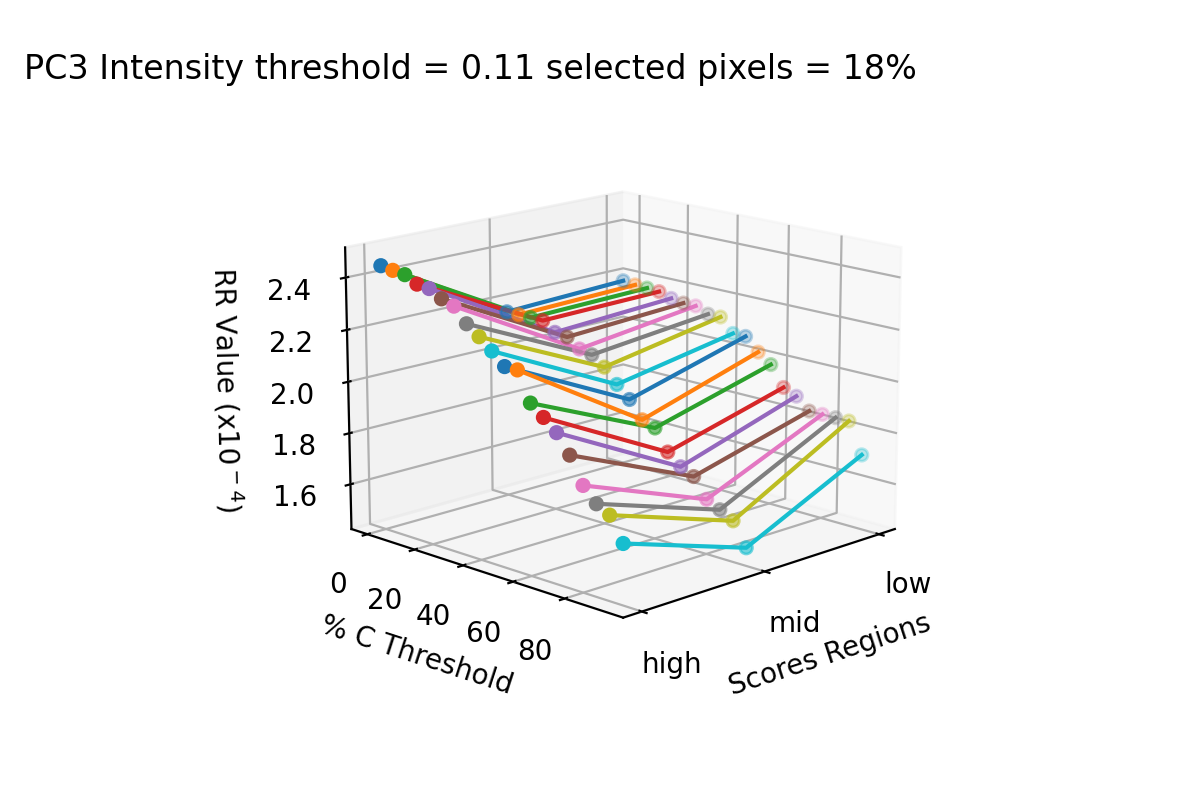 PC3 Intensity threshold = 0.11 selected pixels = 18%
RR Value (x10⁻⁴)
2.4
2.2
2.0
1.8
1.6
0
20
40
60
80
% C Threshold
high
mid
low
Scores Regions